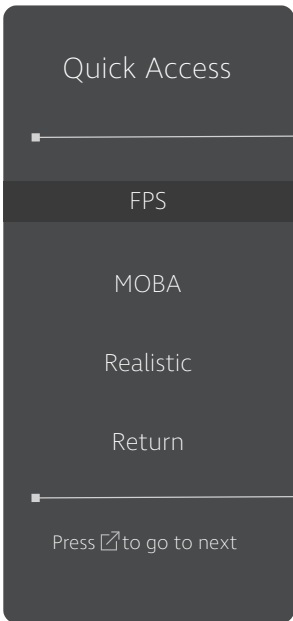 Quick Access
FPS
MOBA
Realistic
Return
Press to go to next